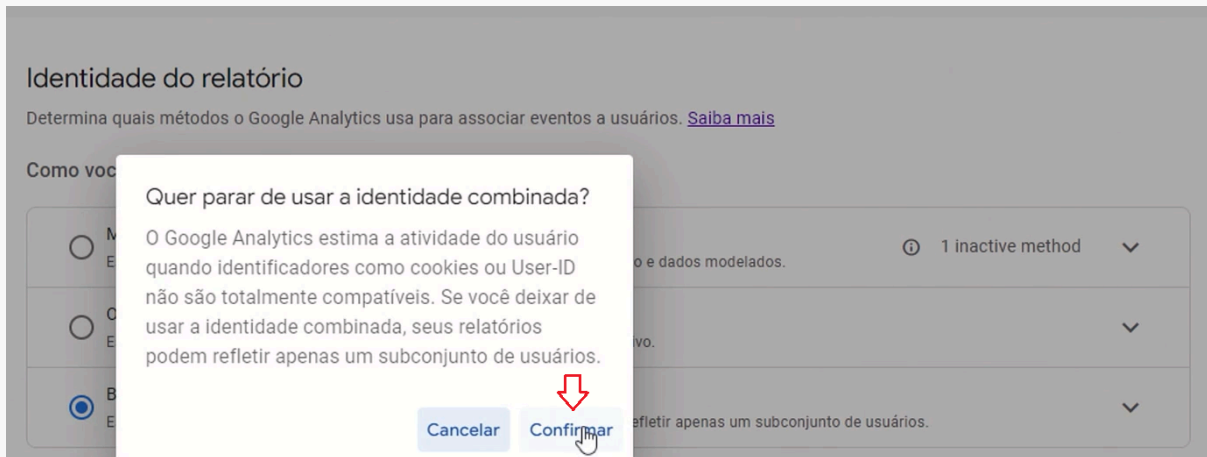 Identidade do relatório
Determina quais métodos o Google Analytics usa para associar eventos a usuários. Saiba mais
Como voc
Quer parar de usar a identidade combinada?
O Google Analytics estima a atividade do usuário
quando identificadores como cookies ou User-ID
não são totalmente compatíveis. Se você deixar de
usar a identidade combinada, seus relatórios
podem refletir apenas um subconjunto de usuários.
Cancelar Confirmar
M
E
o e dados modelados.
1 inactive method
O
E
ivo.
B
E
efletir apenas um subconjunto de usuários.